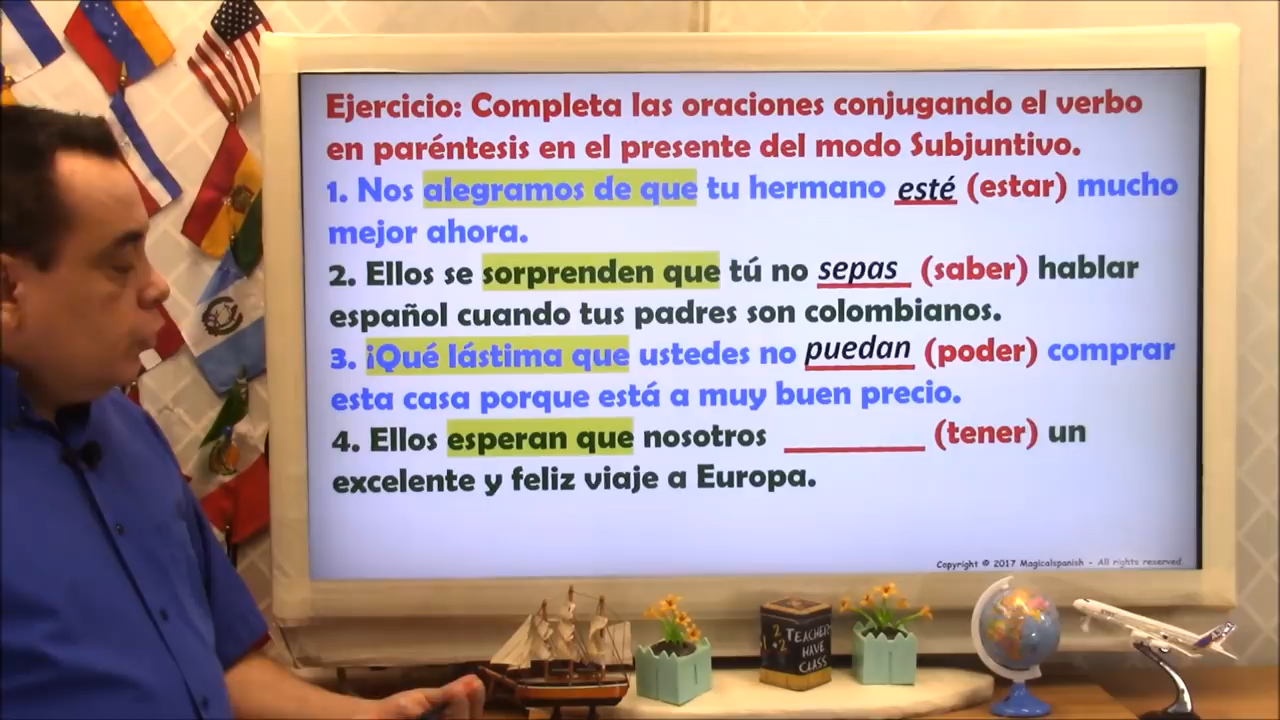 Ejercicio: Completa las oraciones conjugando el verbo
en paréntesis en el presente del modo Subjuntivo.
1. Nos alegramos de que tu hermano esté (estar) mucho
mejor ahora.
2. Ellos se sorprenden que tú no sepas (saber) hablar
español cuando tus padres son colombianos.
3. ¡Qué lástima que ustedes no puedan (poder) comprar
esta casa porque está a muy buen precio.
4. Ellos esperan que nosotros __________ (tener) un
excelente y feliz viaje a Europa.
Copyright © 2017 Magicalspanish - All rights reserved
TEACHERS
HAVE
CLASS